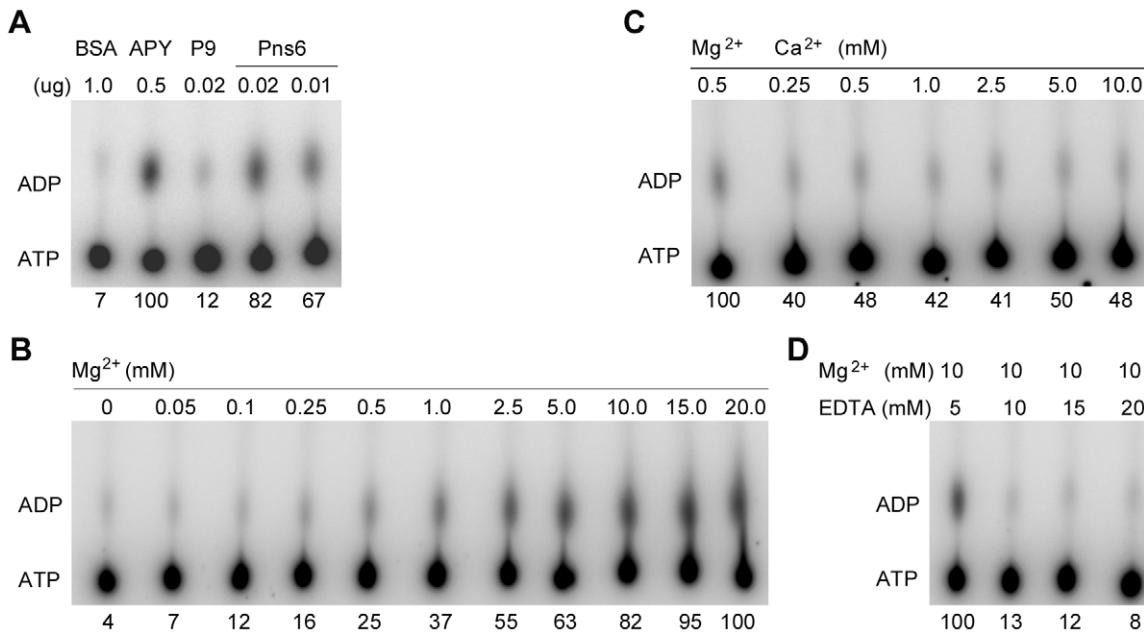 A
BSA APY P9 Pns6
(ug) 1.0 0.5 0.02 0.02 0.01
ADP
ATP
7 100 12 82 67
C
Mg2+ Ca2+ (mM)
0.5 0.25 0.5 1.0 2.5 5.0 10.0
ADP
ATP
100 40 48 42 41 50 48
B
Mg2+ (mM)
0 0.05 0.1 0.25 0.5 1.0 2.5 5.0 10.0 15.0 20.0
ADP
ATP
4 7 12 16 25 37 55 63 82 95 100
D
Mg2+ (mM) 10 10 10 10
EDTA (mM) 5 10 15 20
ADP
ATP
100 13 12 8